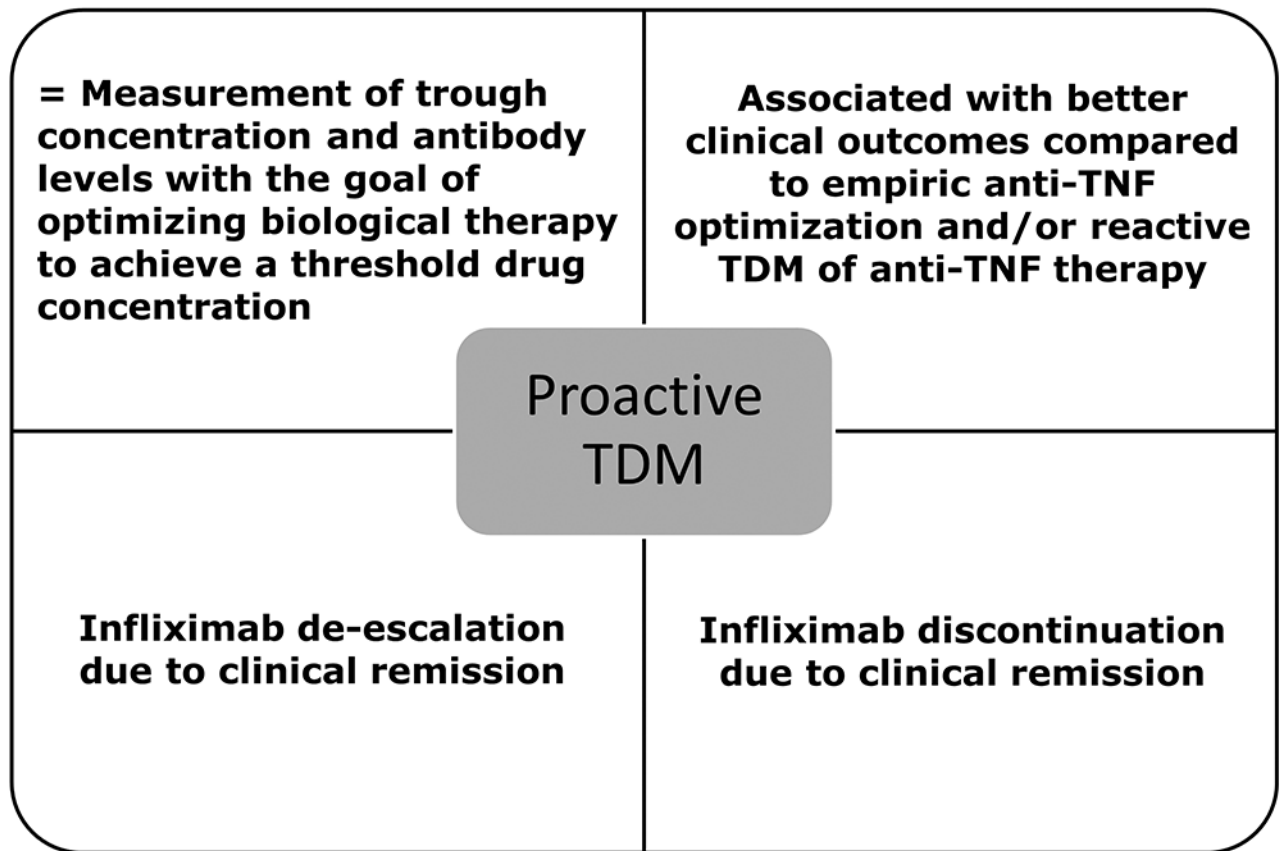 = Measurement of trough
concentration and antibody
levels with the goal of
optimizing biological therapy
to achieve a threshold drug
concentration
Associated with better
clinical outcomes compared
to empiric anti-TNF
optimization and/or reactive
TDM of anti-TNF therapy
Proactive
TDM
Infliximab de-escalation
due to clinical remission
Infliximab discontinuation
due to clinical remission